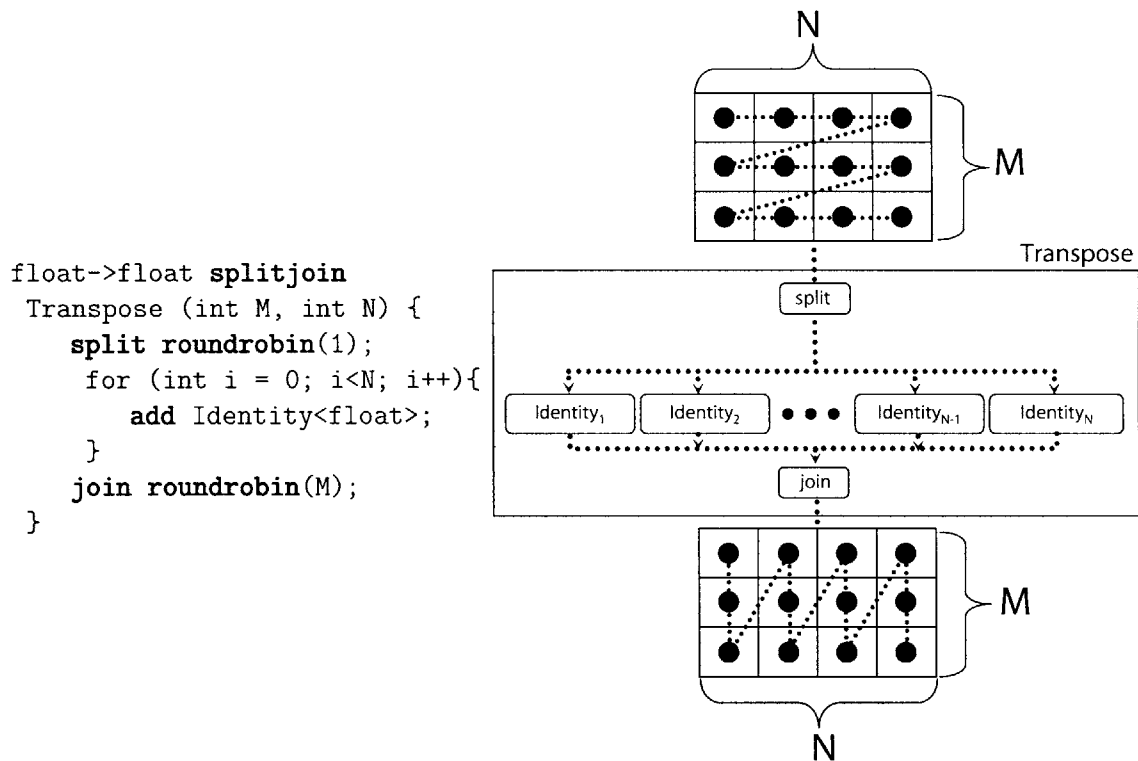 N
M
float->float splitjoin
Transpose (int M, int N) {
split roundrobin(1);
for (int i = 0; i<N; i++){
add Identity<float>;
}
join roundrobin(M);
}
Transpose
split
Identity1 Identity2 IdentityN-1 IdentityN
join
M
N